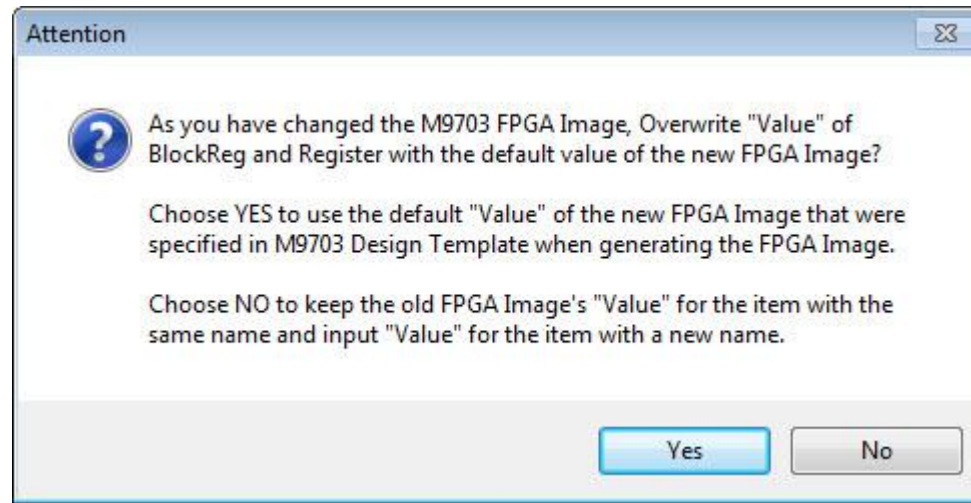 Attention
As you have changed the M9703 FPGA Image, Overwrite "Value" of
BlockReg and Register with the default value of the new FPGA Image?
Choose YES to use the default "Value" of the new FPGA Image that were
specified in M9703 Design Template when generating the FPGA Image.
Choose NO to keep the old FPGA Image's "Value" for the item with the
same name and input "Value" for the item with a new name.
Yes
No